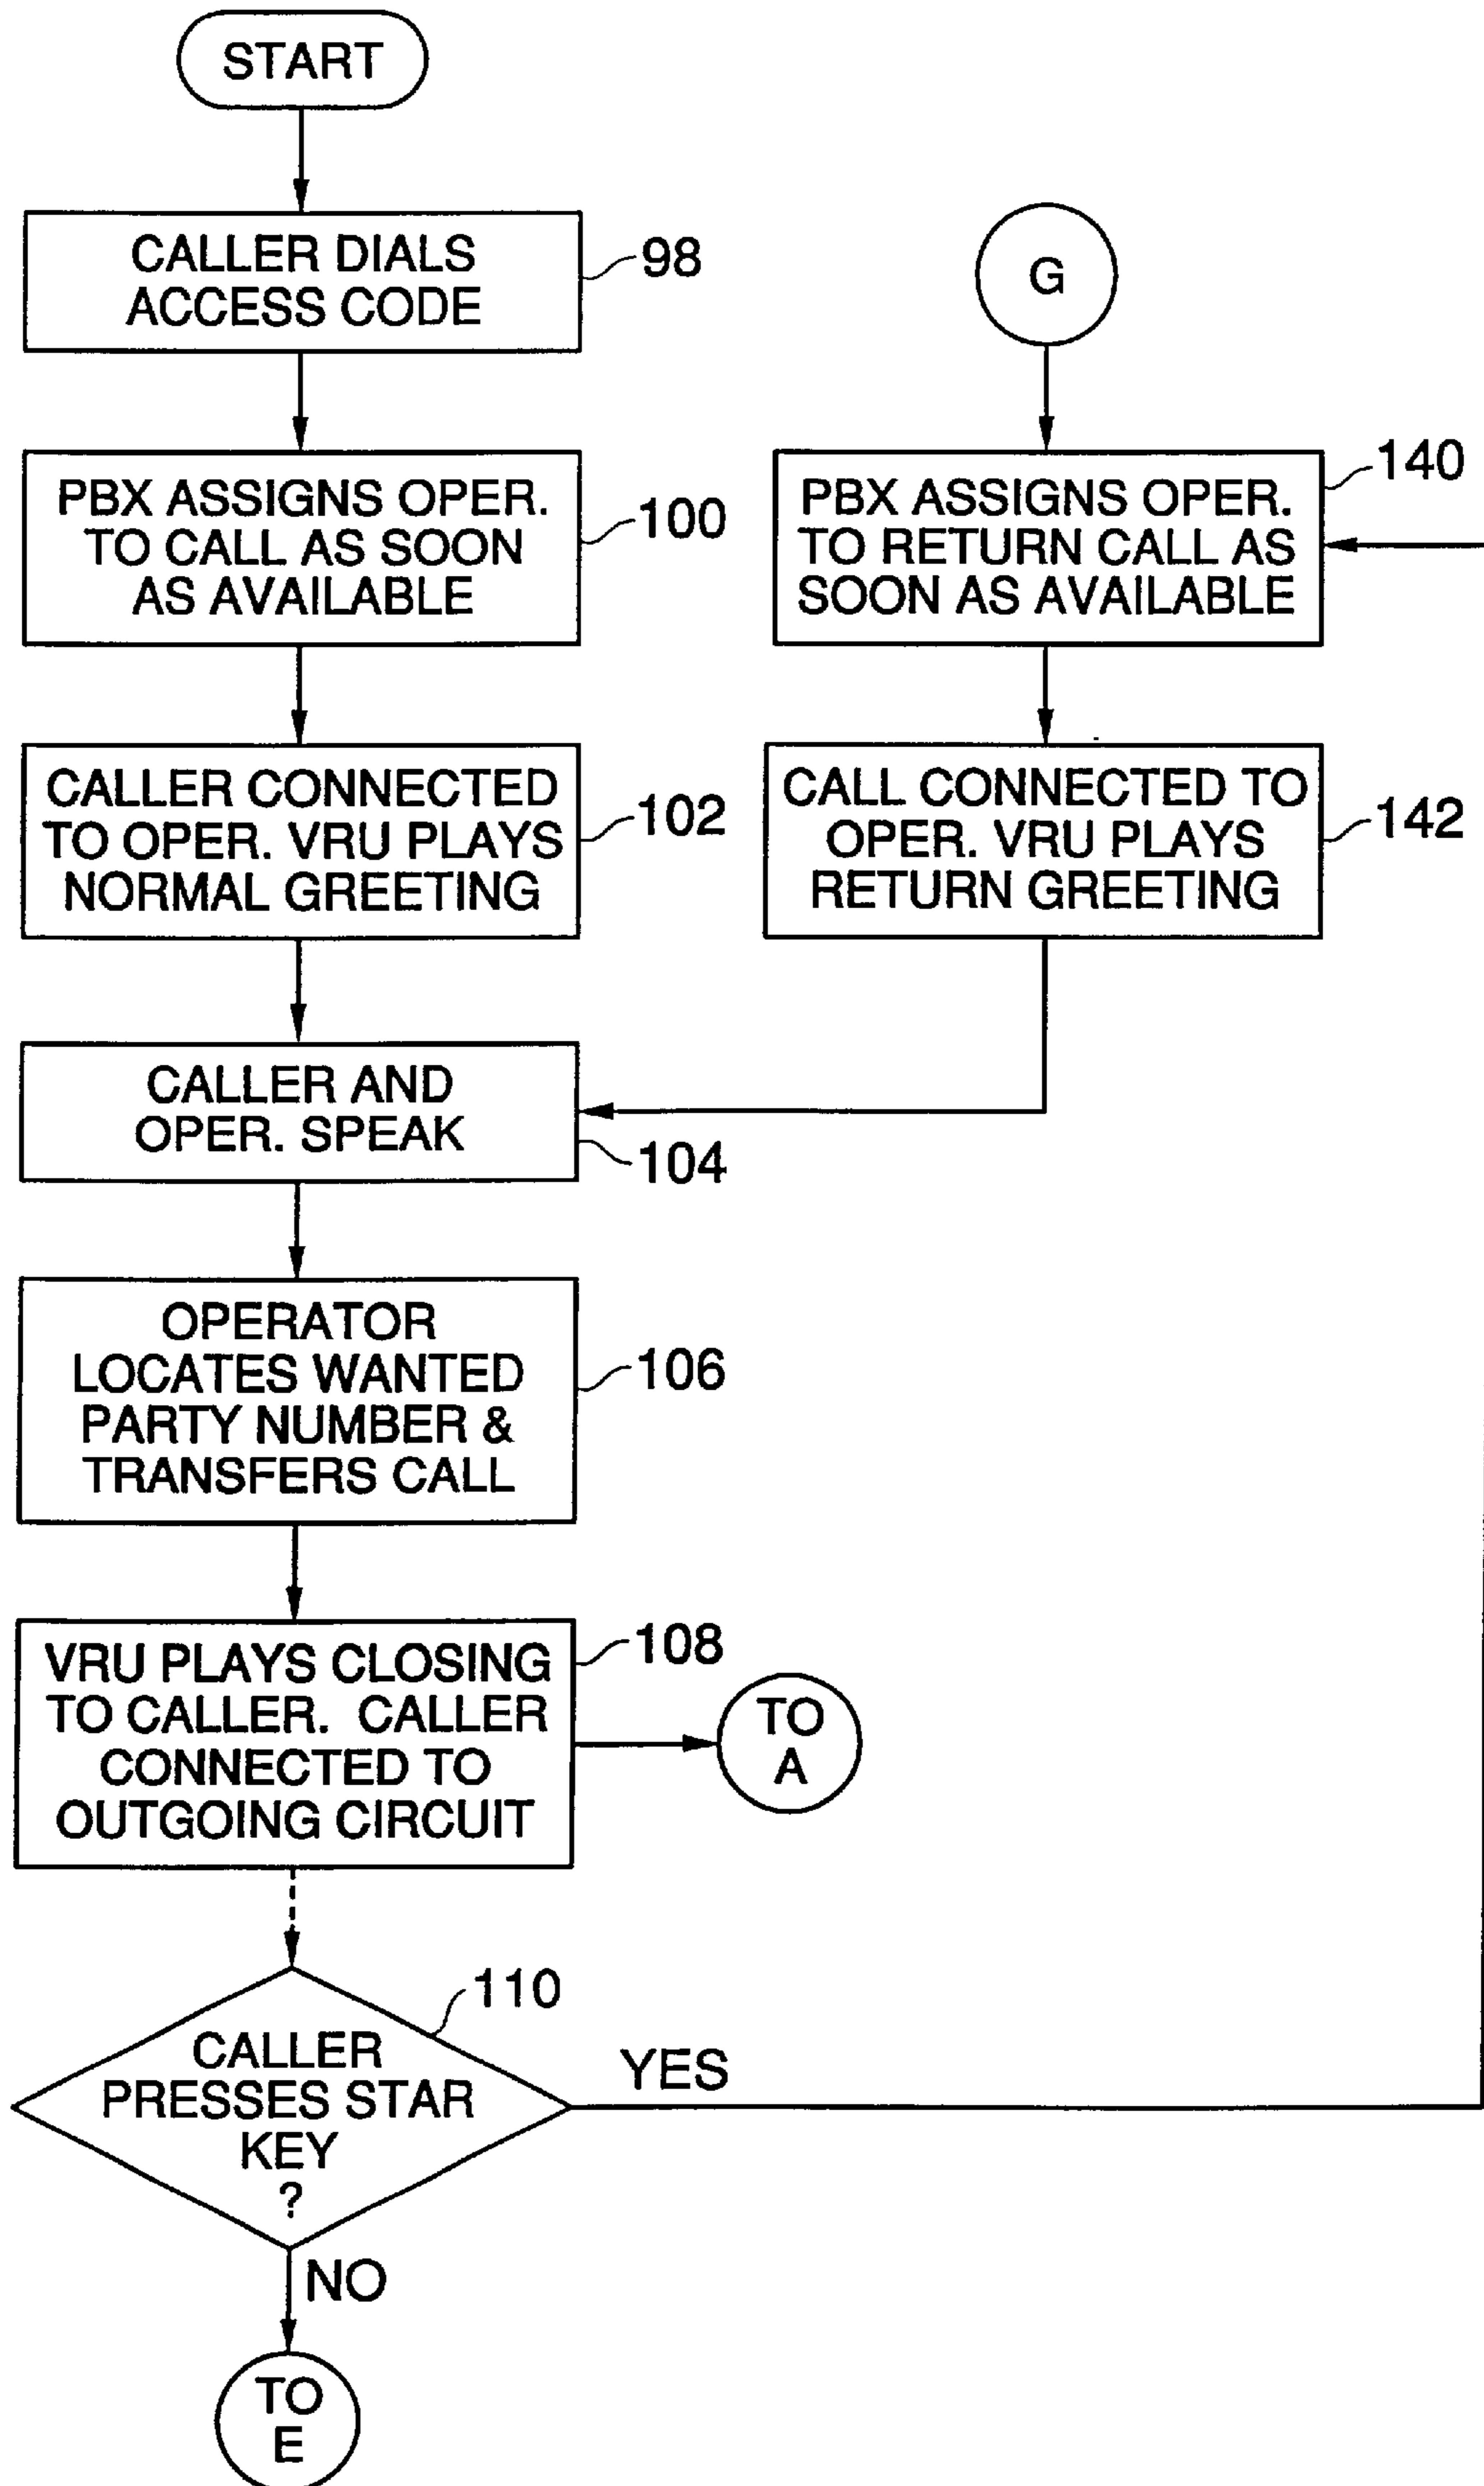 START
CALLER DIALS
ACCESS CODE
98
PBX ASSIGNS OPER.
TO CALL AS SOON
AS AVAILABLE
100
CALLER CONNECTED
TO OPER. VRU PLAYS
NORMAL GREETING
102
CALLER AND
OPER. SPEAK
104
OPERATOR
LOCATES WANTED
PARTY NUMBER &
TRANSFERS CALL
106
VRU PLAYS CLOSING
TO CALLER. CALLER
CONNECTED TO
OUTGOING CIRCUIT
108
TO
A
CALLER
PRESSES STAR
KEY
?
110
YES
NO
TO
E
G
PBX ASSIGNS OPER.
TO RETURN CALL AS
SOON AS AVAILABLE
140
CALL CONNECTED TO
OPER. VRU PLAYS
RETURN GREETING
142